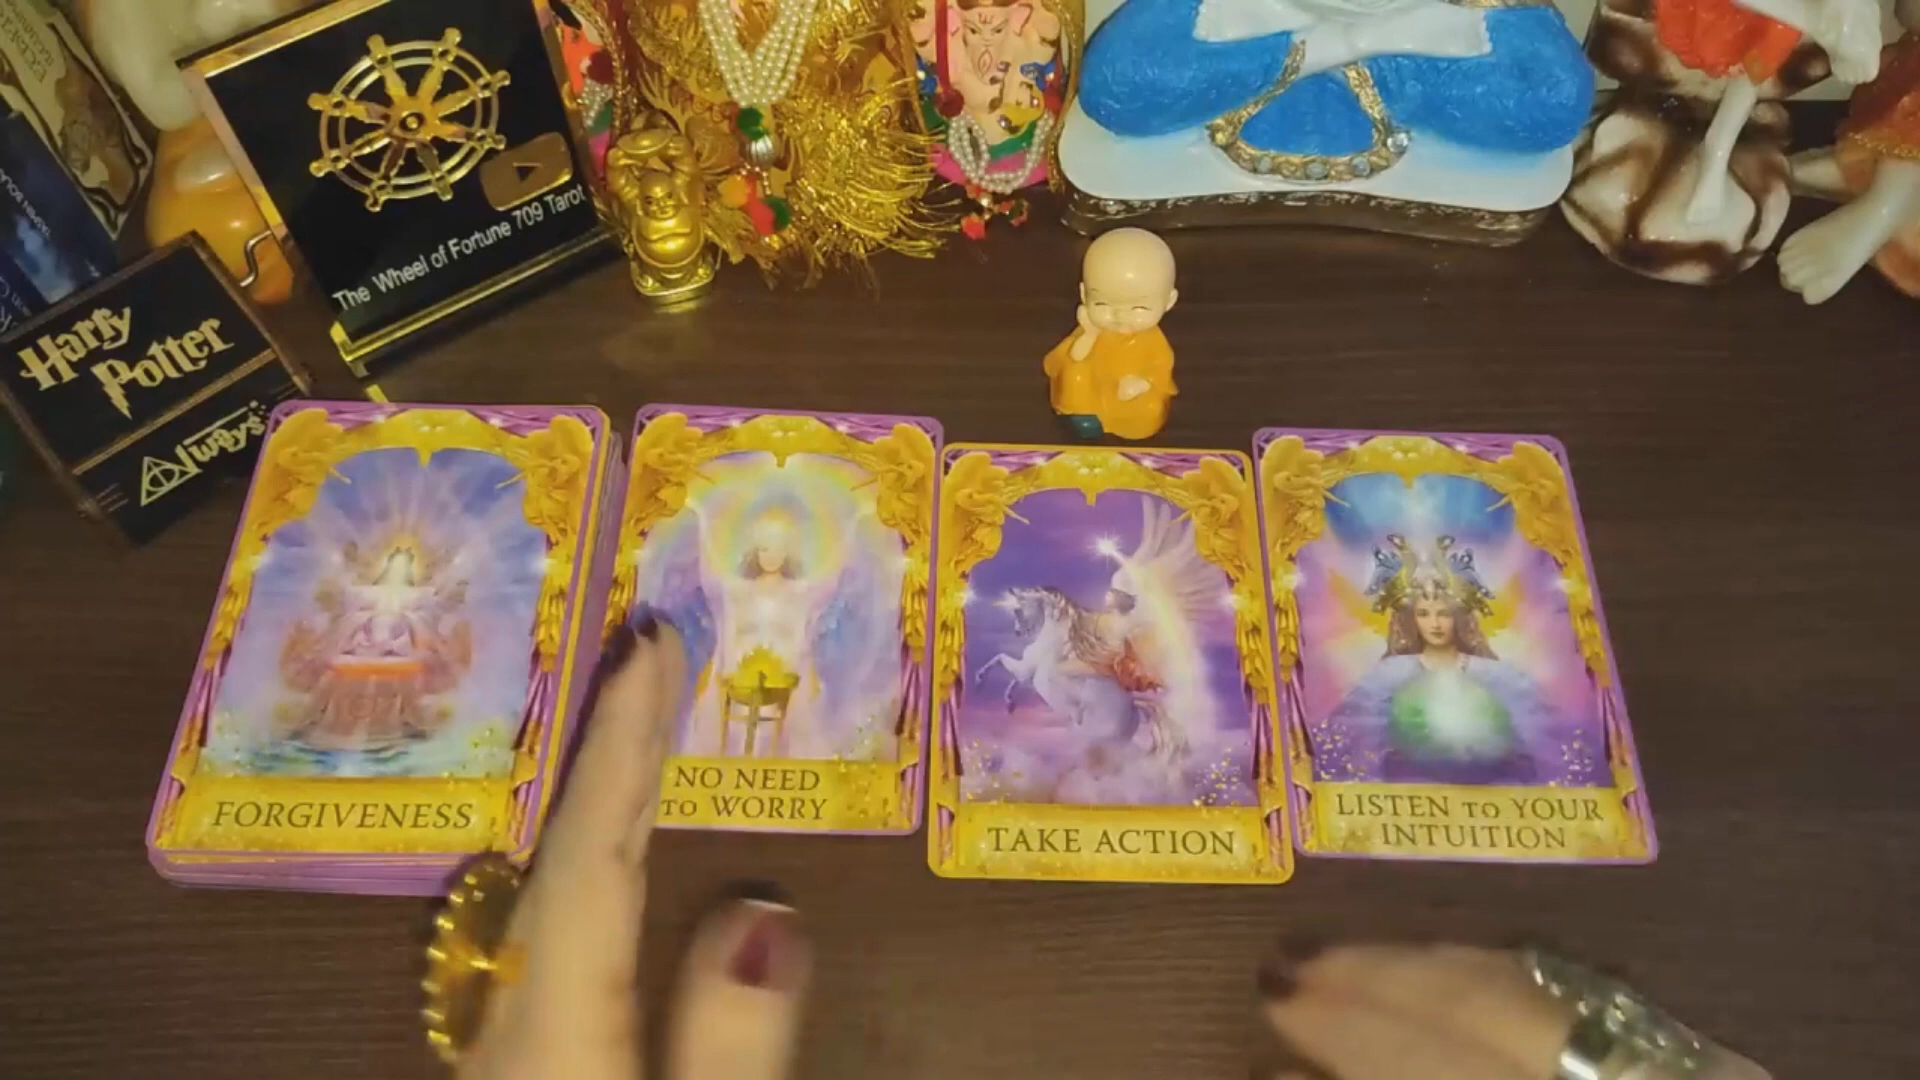 The Wheel of Fortune 709 Tarot
Harry
Potter
Always
FORGIVENESS
NO NEED
TO WORRY
TAKE ACTION
LISTEN TO YOUR
INTUITION